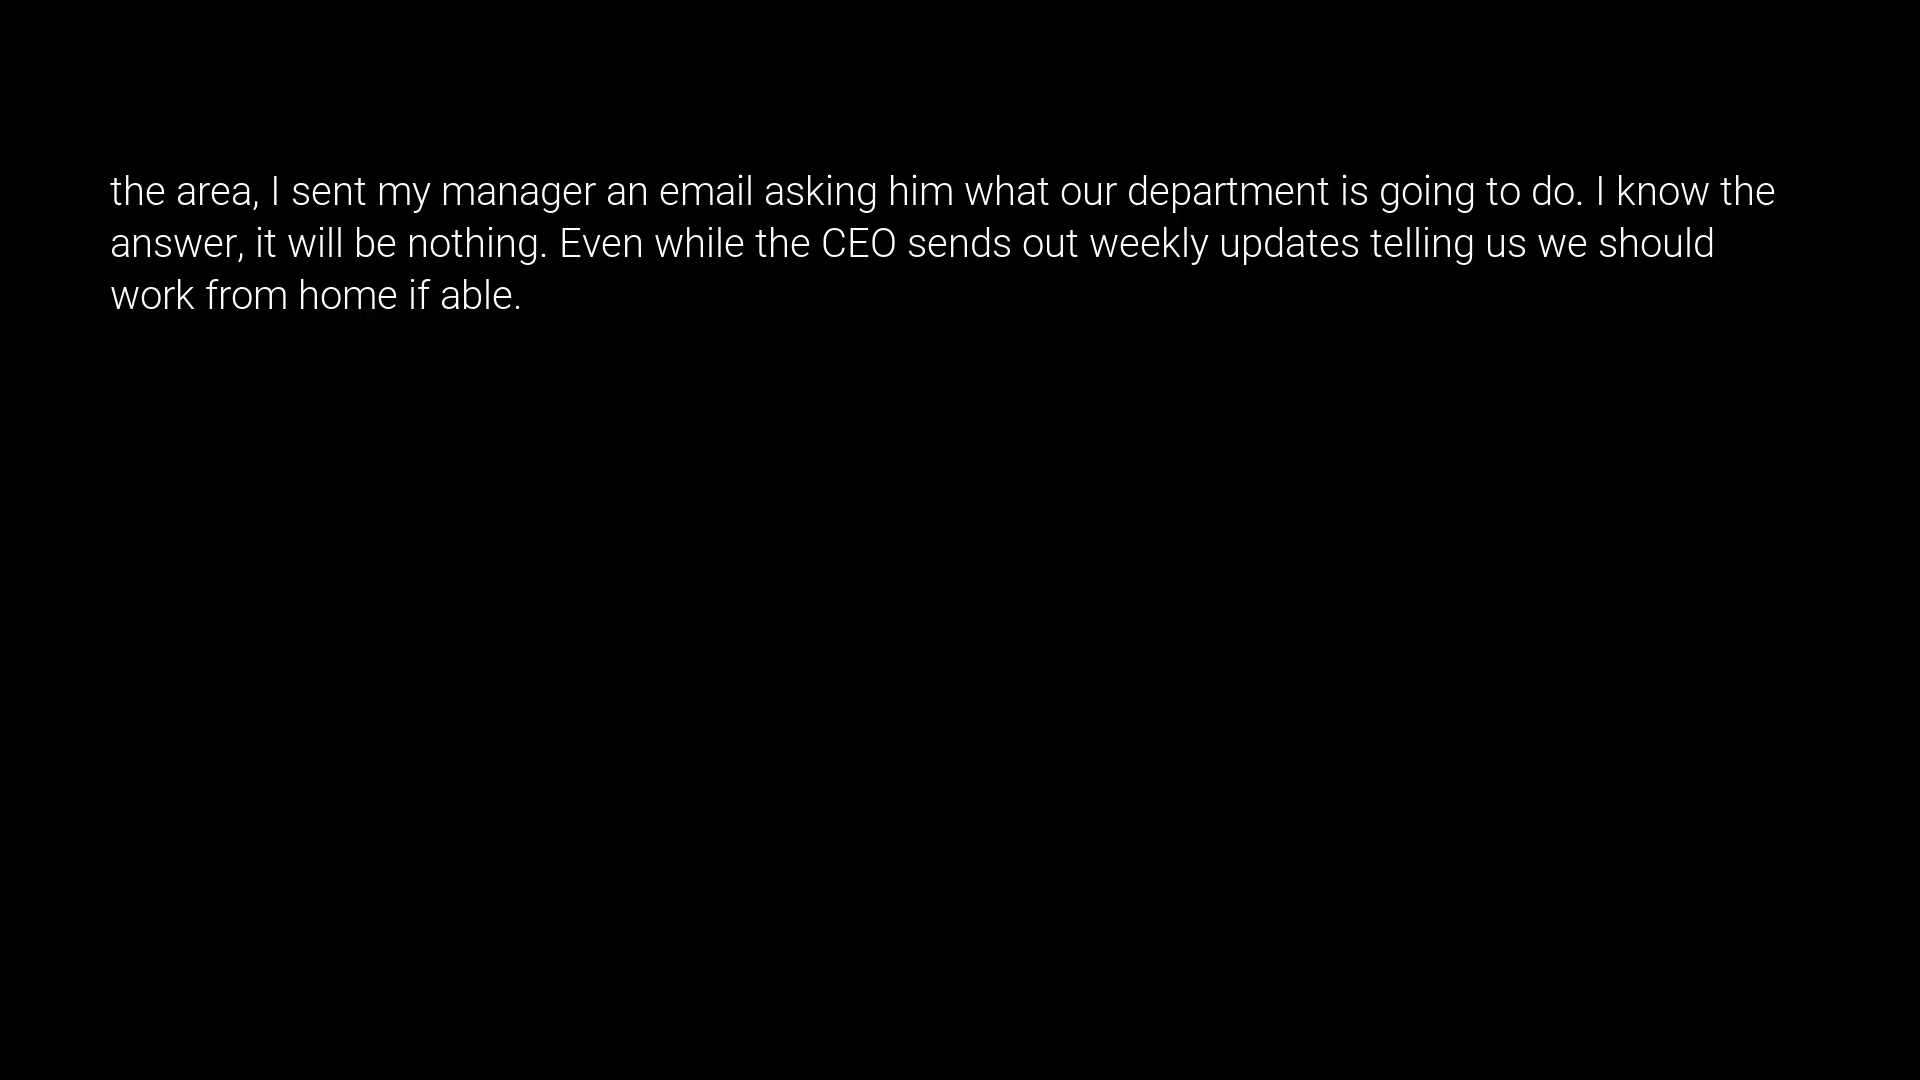 the area, I sent my manager an email asking him what our department is going to do. I know the
answer, it will be nothing. Even while the CEO sends out weekly updates telling us we should
work from home if able.